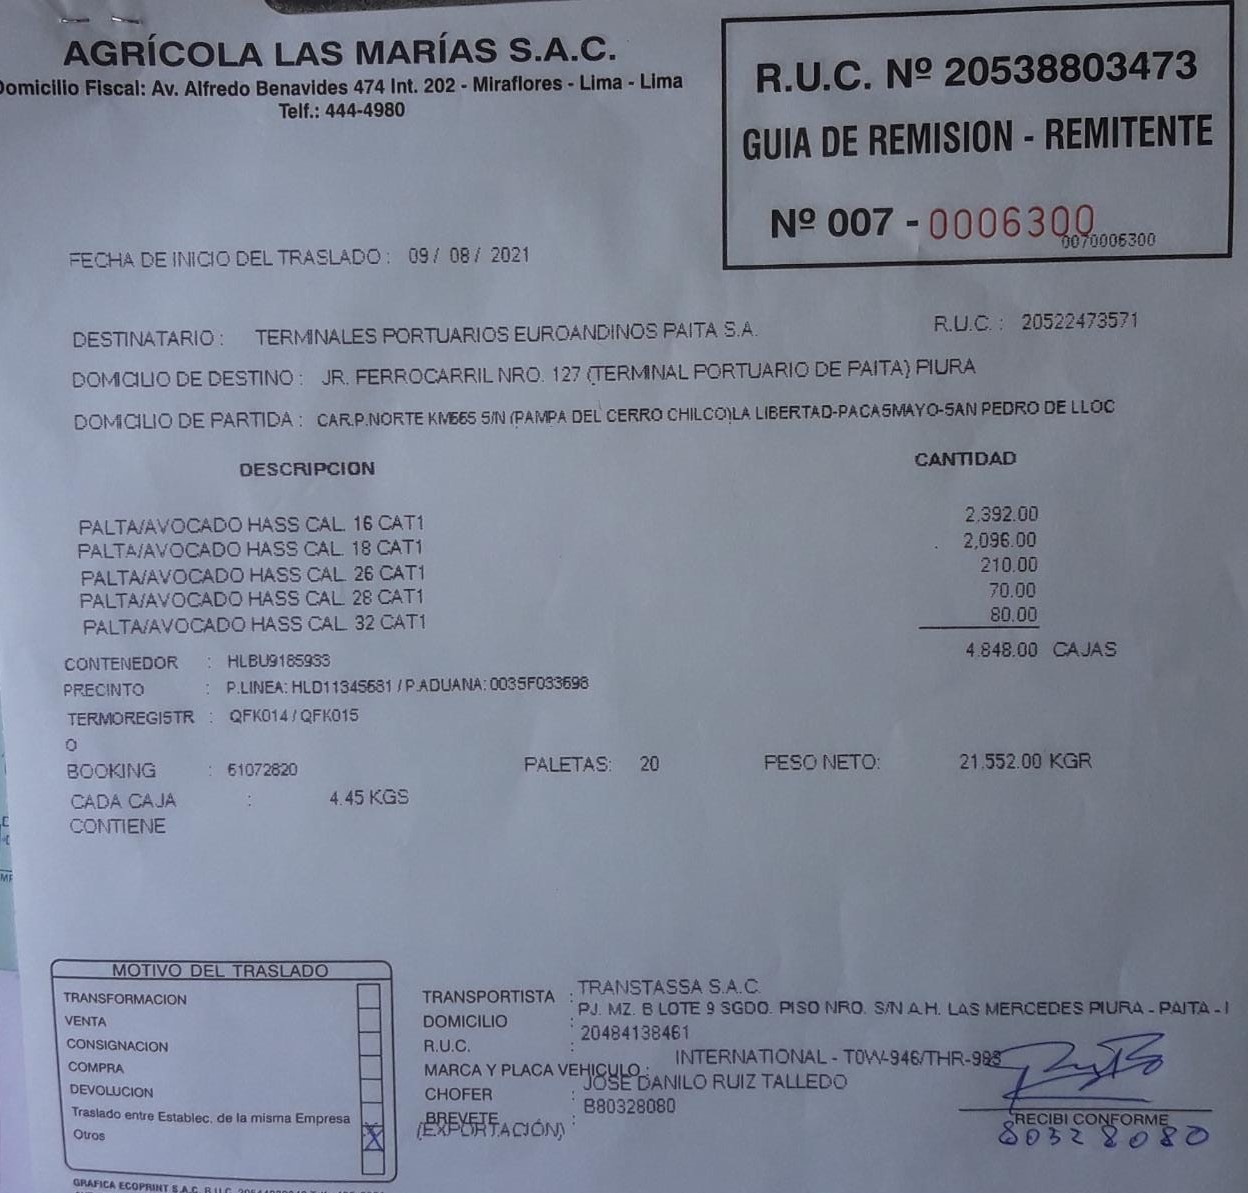 AGRÍCOLA LAS MARÍAS S.A.C.
Domicilio Fiscal: Av. Alfredo Benavides 474 Int. 202 - Miraflores - Lima - Lima
Telf.: 444-4980
R.U.C. Nº 20538803473
GUIA DE REMISION - REMITENTE
Nº 007 - 0006300
0070006300
FECHA DE INICIO DEL TRASLADO : 09/ 08/ 2021
DESTINATARIO : TERMINALES PORTUARIOS EUROANDINOS PAITA S.A. R.U.C. : 20522473571
DOMICILIO DE DESTINO : JR. FERROCARRIL NRO. 127 (TERMINAL PORTUARIO DE PAITA) PIURA
DOMICILIO DE PARTIDA : CAR.P.NORTE KM665 S/N (PAMPA DEL CERRO CHILCO)LA LIBERTAD-PACASMAYO-SAN PEDRO DE LLOC
DESCRIPCION CANTIDAD
PALTA/AVOCADO HASS CAL. 16 CAT1 2,392.00
PALTA/AVOCADO HASS CAL. 18 CAT1 2,096.00
PALTA/AVOCADO HASS CAL. 26 CAT1 210.00
PALTA/AVOCADO HASS CAL. 28 CAT1 70.00
PALTA/AVOCADO HASS CAL. 32 CAT1 80.00
4.848.00 CAJAS
CONTENEDOR : HLBU9185933
PRECINTO : P.LINEA: HLD11345681 / P.ADUANA: 0035F033698
TERMOREGISTR : QFK014 / QFK015
O
BOOKING : 61072820 PALETAS: 20 PESO NETO: 21.552.00 KGR
CADA CAJA : 4.45 KGS
CONTIENE
MOTIVO DEL TRASLADO
TRANSFORMACION
VENTA
CONSIGNACION
COMPRA
DEVOLUCION
Traslado entre Establec. de la misma Empresa
Otros X
TRANSPORTISTA : TRANSTASSA S.A.C.
DOMICILIO : PJ. MZ. B LOTE 9 SGDO. PISO NRO. S/N A.H. LAS MERCEDES PIURA - PAITA - I
R.U.C. : 20484138461
MARCA Y PLACA VEHICULO : INTERNATIONAL - T0W-946/THR-983
CHOFER : JOSE DANILO RUIZ TALLEDO
BREVETE : B80328080
(EXPORTACIÓN)
RECIBI CONFORME
80328080
GRAFICA ECOPRINT S.A.C. R.U.C.